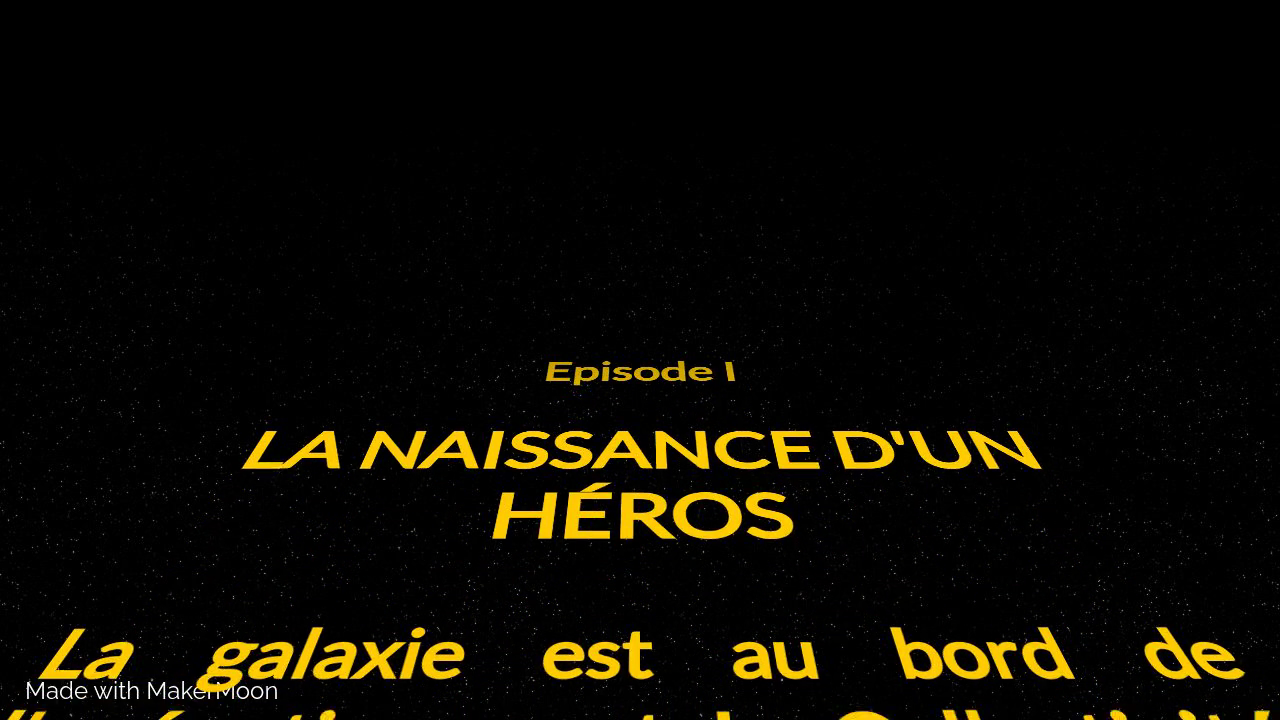 Episode I
LA NAISSANCE D'UN
HÉROS
La galaxie est au bord de
Made with MakerMoon